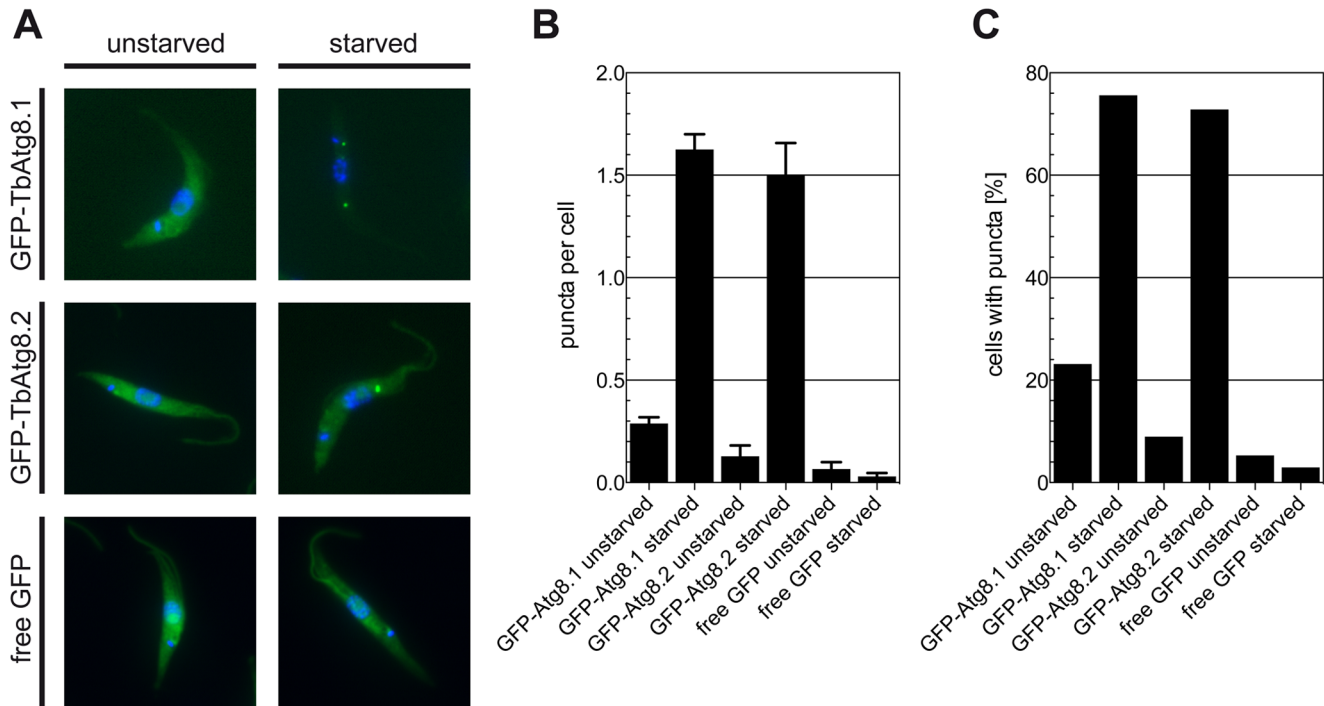 A
unstarved
starved
GFP-TbAtg8.1
GFP-TbAtg8.2
free GFP
B
puncta per cell
2.0
1.5
1.0
0.5
0.0
GFP-Atg8.1 unstarved
GFP-Atg8.1 starved
GFP-Atg8.2 unstarved
GFP-Atg8.2 starved
free GFP unstarved
free GFP starved
C
cells with puncta [%]
80
60
40
20
0
GFP-Atg8.1 unstarved
GFP-Atg8.1 starved
GFP-Atg8.2 unstarved
GFP-Atg8.2 starved
free GFP unstarved
free GFP starved